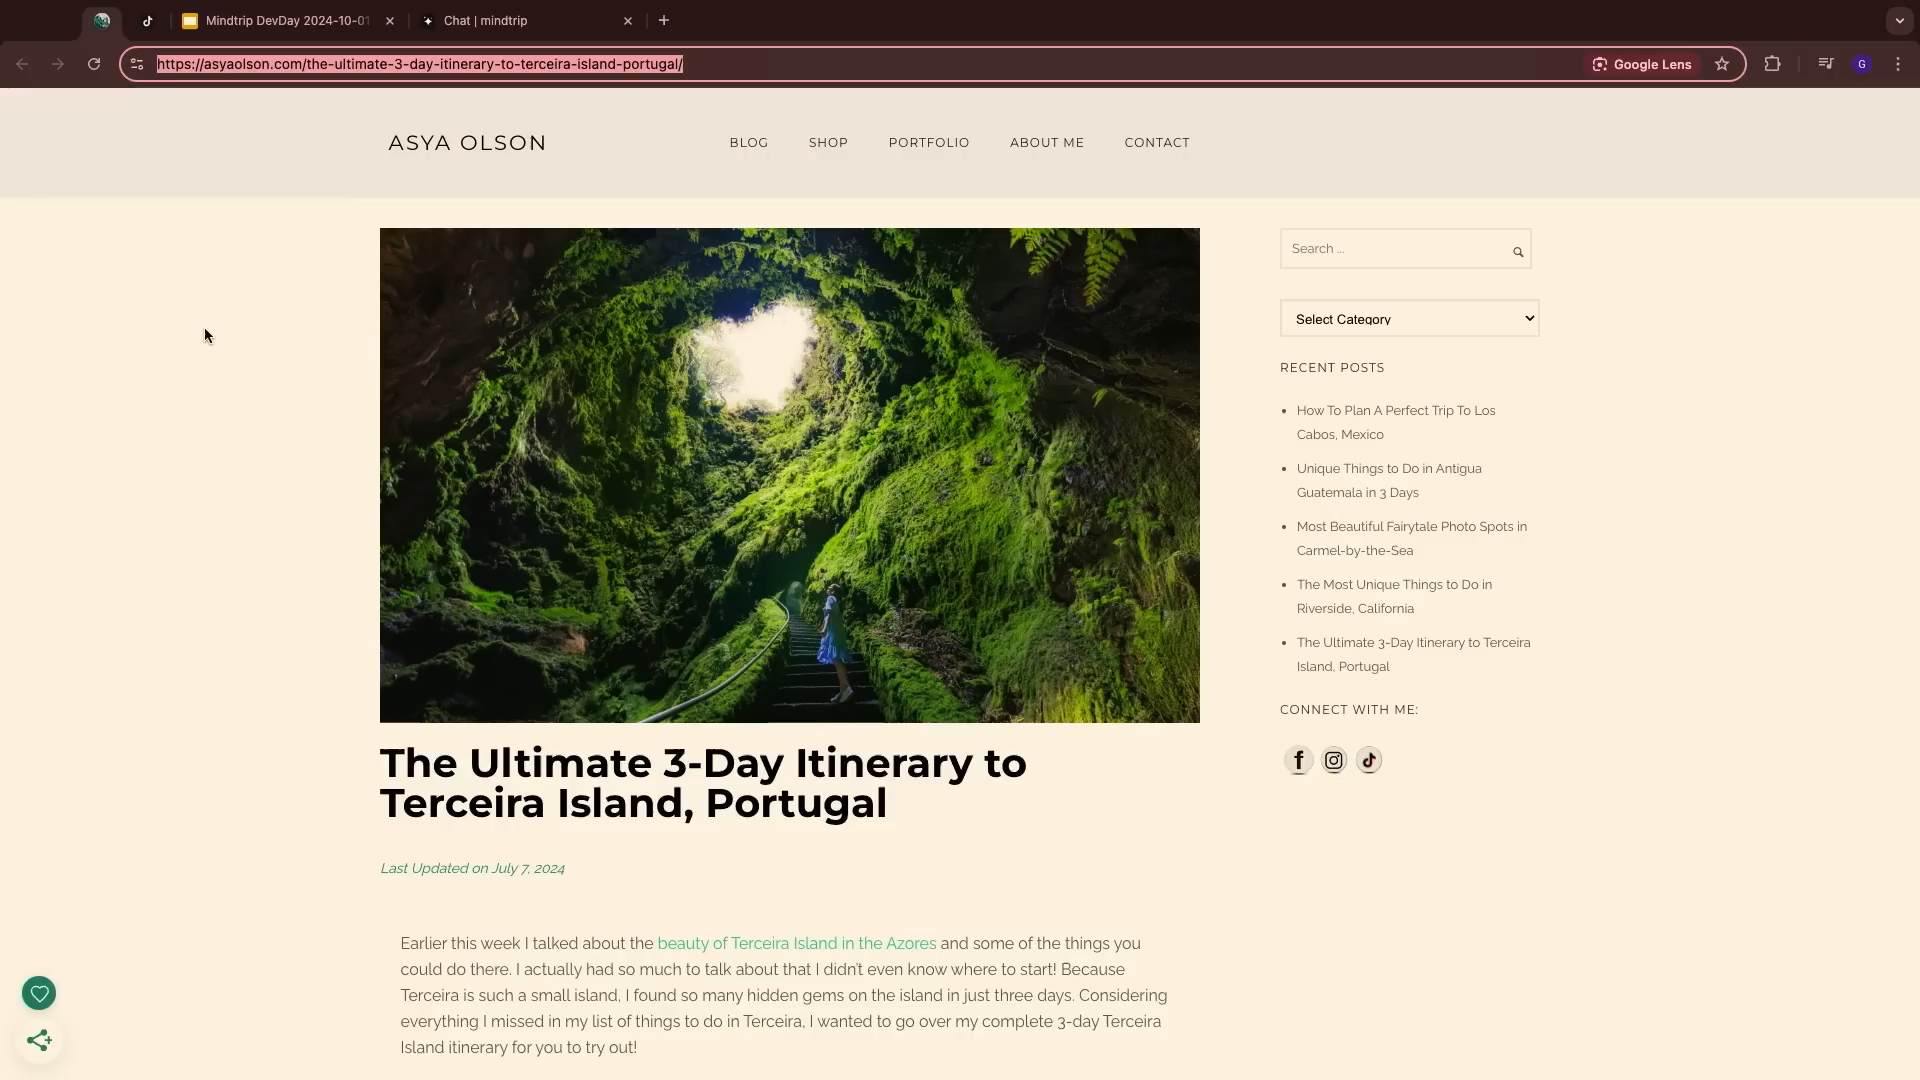 Mindtrip DevDay 2024-10-01
Chat | mindtrip
https://asyaolson.com/the-ultimate-3-day-itinerary-to-terceira-island-portugal/
Google Lens
G
ASYA OLSON
BLOG
SHOP
PORTFOLIO
ABOUT ME
CONTACT
Search ...
Select Category
RECENT POSTS
How To Plan A Perfect Trip To Los
Cabos, Mexico
Unique Things to Do in Antigua
Guatemala in 3 Days
Most Beautiful Fairytale Photo Spots in
Carmel-by-the-Sea
The Most Unique Things to Do in
Riverside, California
The Ultimate 3-Day Itinerary to Terceira
Island, Portugal
CONNECT WITH ME:
The Ultimate 3-Day Itinerary to
Terceira Island, Portugal
Last Updated on July 7, 2024
Earlier this week I talked about the beauty of Terceira Island in the Azores and some of the things you
could do there. I actually had so much to talk about that I didn't even know where to start! Because
Terceira is such a small island, I found so many hidden gems on the island in just three days. Considering
everything I missed in my list of things to do in Terceira, I wanted to go over my complete 3-day Terceira
Island itinerary for you to try out!